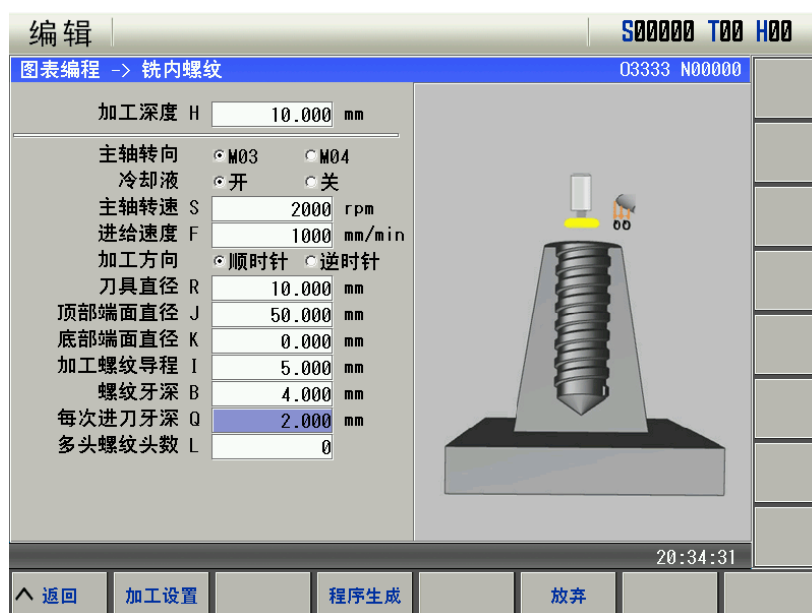 编辑 S00000 T00 H00
图表编程 -> 铣内螺纹 O3333 N00000
加工深度 H 10.000 mm
主轴转向 M03 M04
冷却液 开 关
主轴转速 S 2000 rpm
进给速度 F 1000 mm/min
加工方向 顺时针 逆时针
刀具直径 R 10.000 mm
顶部端面直径 J 50.000 mm
底部端面直径 K 0.000 mm
加工螺纹导程 I 5.000 mm
螺纹牙深 B 4.000 mm
每次进刀牙深 Q 2.000 mm
多头螺纹头数 L 0
20:34:31
返回 加工设置 程序生成 放弃